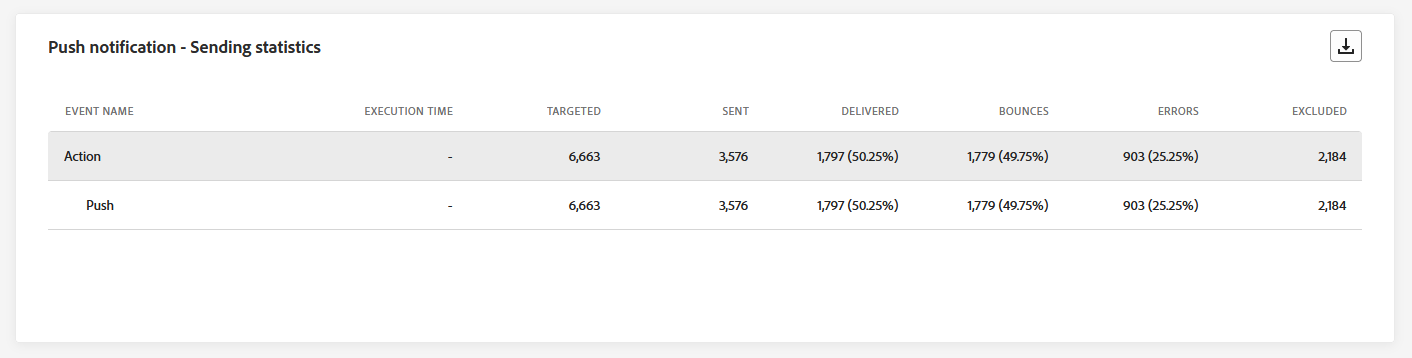 Push notification - Sending statistics
EVENT NAME EXECUTION TIME TARGETED SENT DELIVERED BOUNCES ERRORS EXCLUDED
Action - 6,663 3,576 1,797 (50.25%) 1,779 (49.75%) 903 (25.25%) 2,184
Push - 6,663 3,576 1,797 (50.25%) 1,779 (49.75%) 903 (25.25%) 2,184